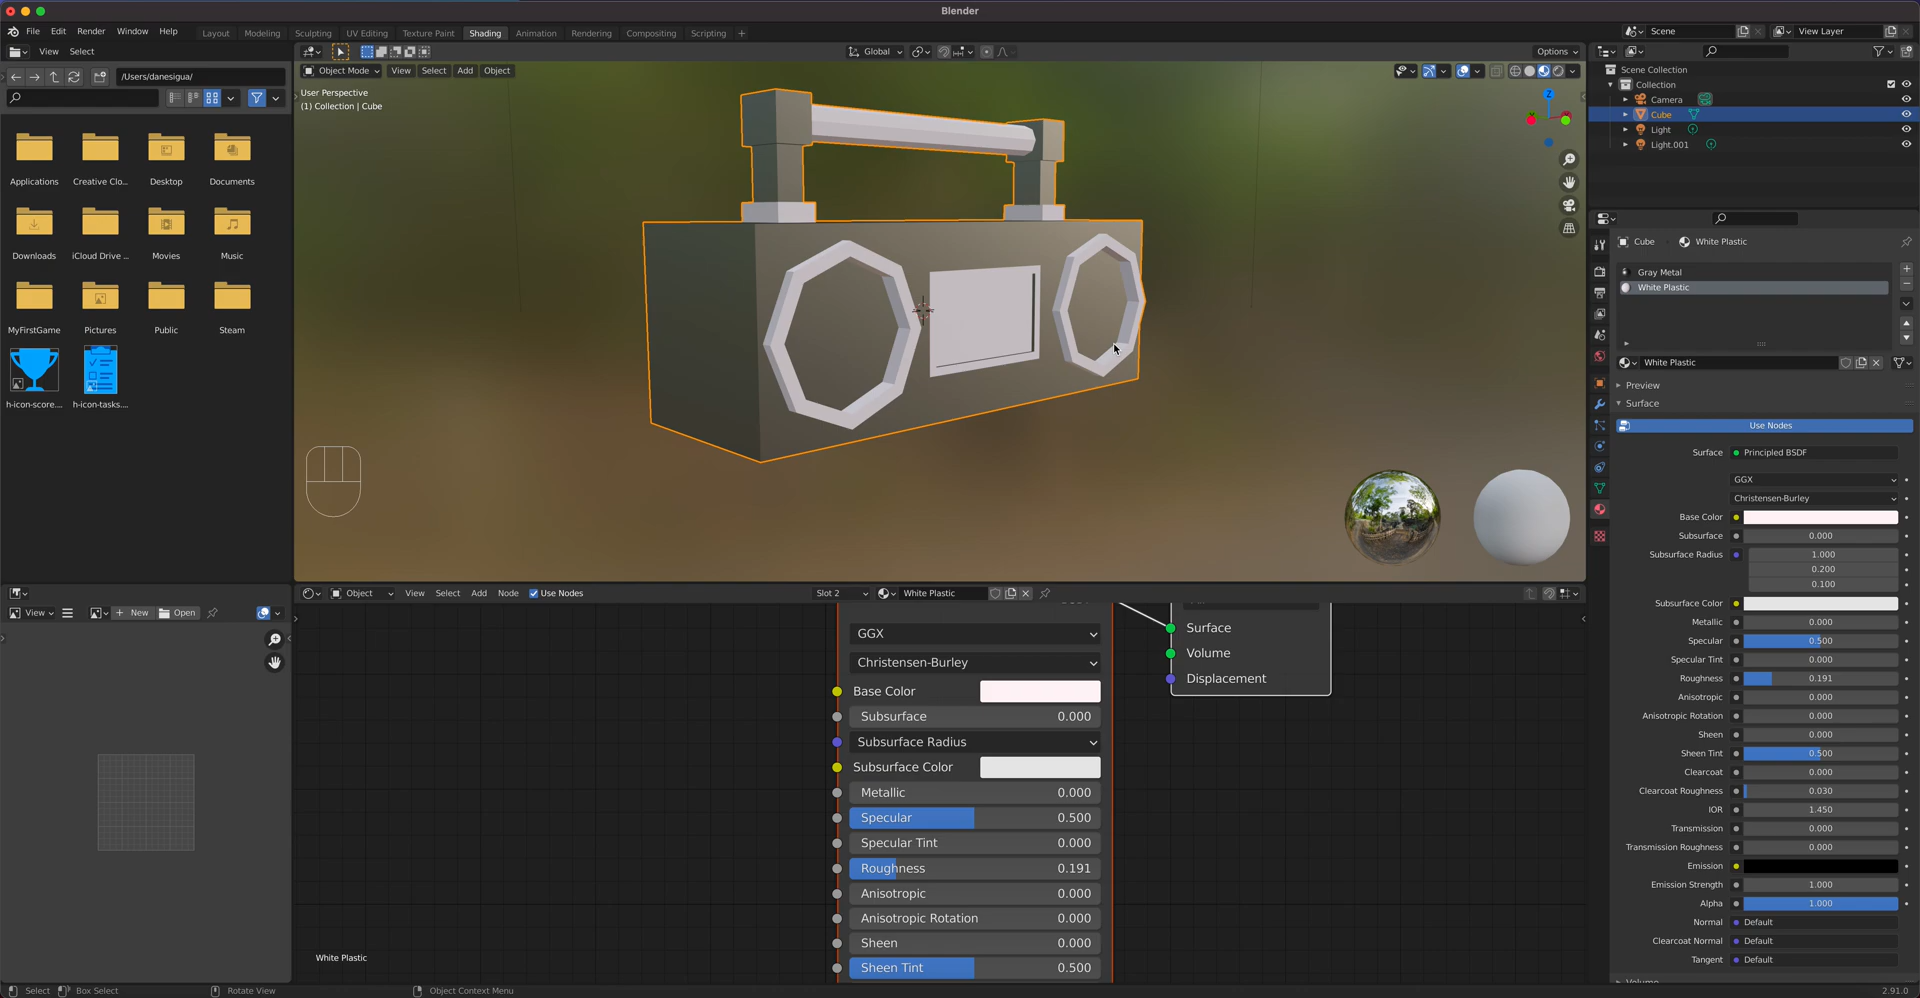 Blender
File Edit Render Window Help
Layout Modeling Sculpting UV Editing Texture Paint Shading Animation Rendering Compositing Scripting +
Scene
View Layer
View Select
Global
Options
/Users/danesigua/
Object Mode View Select Add Object
User Perspective
(1) Collection | Cube
Z
Applications
Creative Clo...
Desktop
Documents
Downloads
iCloud Drive ...
Movies
Music
MyFirstGame
Pictures
Public
Steam
h-icon-score....
h-icon-tasks....
Scene Collection
Collection
Camera
Cube
Light
Light.001
Cube
White Plastic
Gray Metal
White Plastic
White Plastic
Preview
Surface
Use Nodes
Surface Principled BSDF
GGX
Christensen-Burley
Base Color
Subsurface 0.000
Subsurface Radius 1.000
0.200
0.100
Subsurface Color
Metallic 0.000
Specular 0.500
Specular Tint 0.000
Roughness 0.191
Anisotropic 0.000
Anisotropic Rotation 0.000
Sheen 0.000
Sheen Tint 0.500
Clearcoat 0.000
Clearcoat Roughness 0.030
IOR 1.450
Transmission 0.000
Transmission Roughness 0.000
Emission
Emission Strength 1.000
Alpha 1.000
Normal Default
Clearcoat Normal Default
Tangent Default
View
New
Open
Object View Select Add Node Use Nodes
Slot 2
White Plastic
GGX
Christensen-Burley
Base Color
Subsurface 0.000
Subsurface Radius
Subsurface Color
Metallic 0.000
Specular 0.500
Specular Tint 0.000
Roughness 0.191
Anisotropic 0.000
Anisotropic Rotation 0.000
Sheen 0.000
Sheen Tint 0.500
Surface
Volume
Displacement
White Plastic
Select Box Select Rotate View Object Context Menu
2.91.0